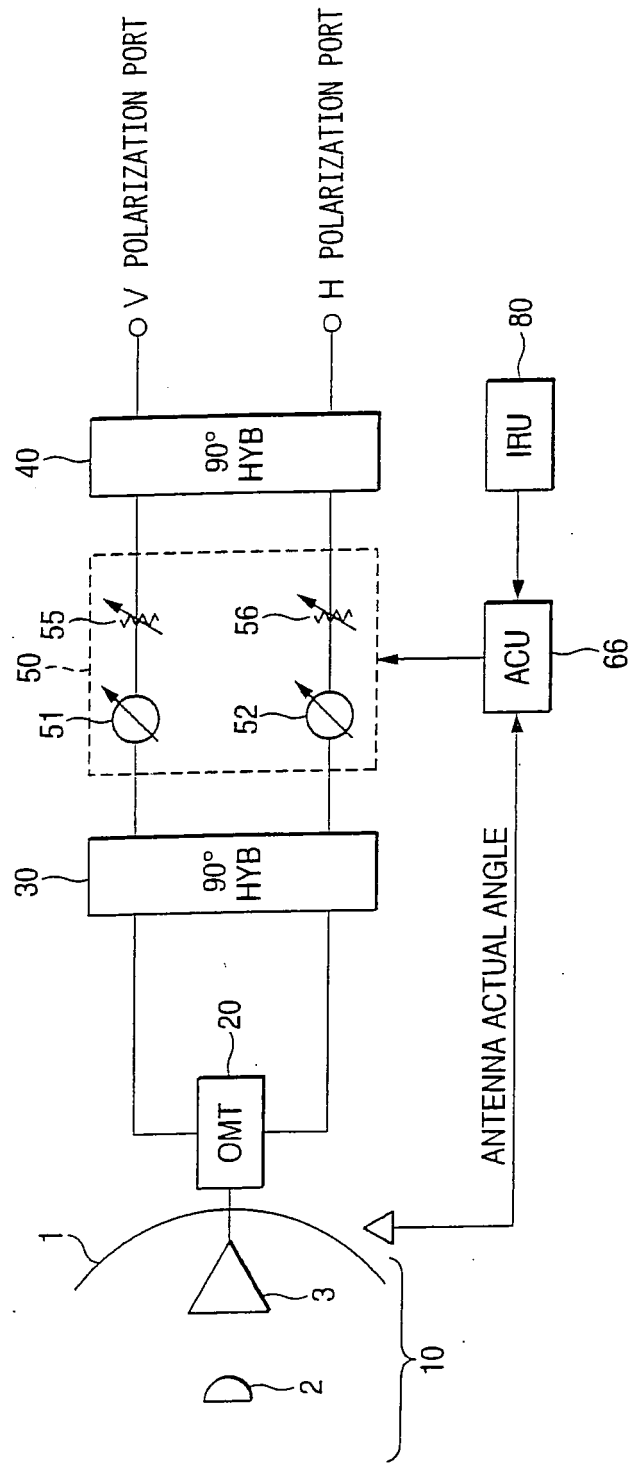 1
2
3
10
OMT
20
30
90°
HYB
50
51
55
52
56
40
90°
HYB
V POLARIZATION PORT
H POLARIZATION PORT
ANTENNA ACTUAL ANGLE
ACU
66
IRU
80